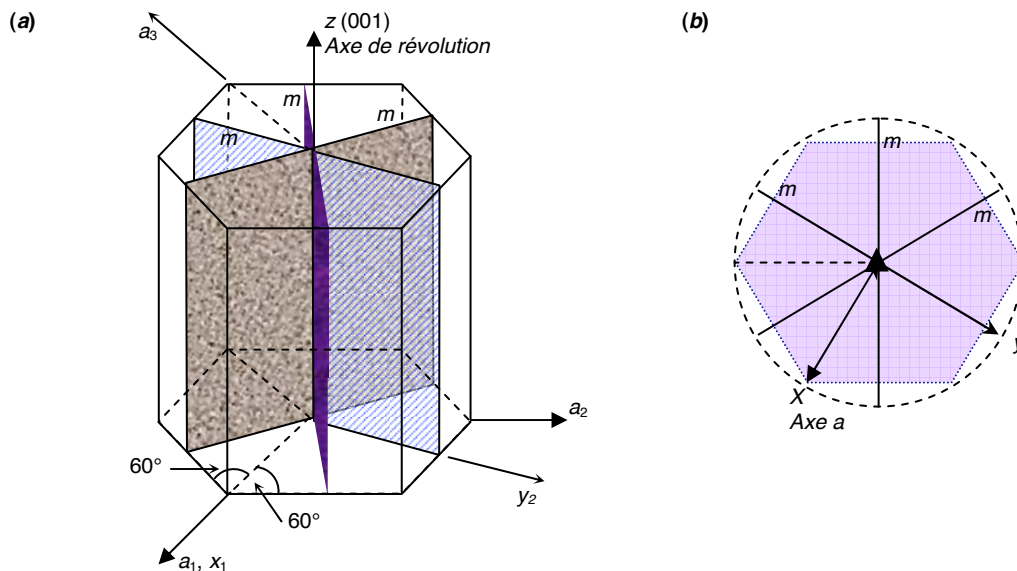 (a)
a3
z (001)
Axe de révolution
m
m
m
a2
60°
60°
y2
a1, x1
(b)
m
m
m
y
X
Axe a